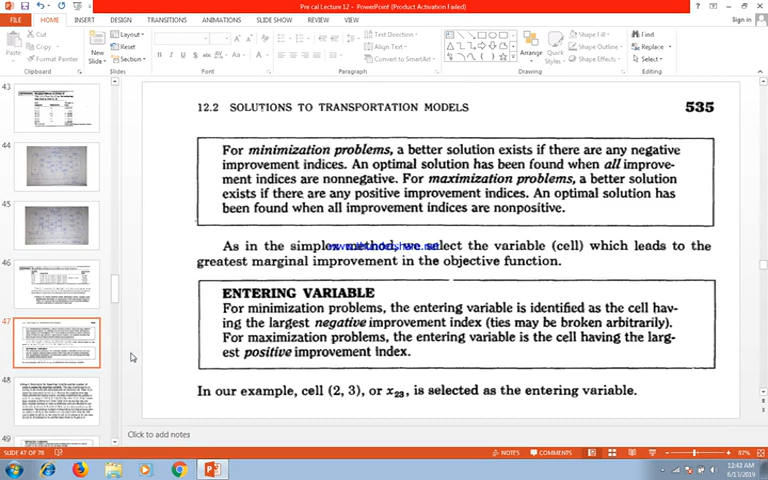 Pre cal Lecture 12 - PowerPoint (Product Activation Failed)
FILE HOME INSERT DESIGN TRANSITIONS ANIMATIONS SLIDE SHOW REVIEW VIEW Sign in
Paste
Cut
Copy
Format Painter
Clipboard
New
Slide
Layout
Reset
Section
Slides
Font
Text Direction
Align Text
Convert to SmartArt
Paragraph
Arrange
Quick
Styles
Shape Fill
Shape Outline
Shape Effects
Drawing
Find
Replace
Select
Editing
43
44
45
46
47
48
49
12.2 SOLUTIONS TO TRANSPORTATION MODELS 535
For minimization problems, a better solution exists if there are any negative
improvement indices. An optimal solution has been found when all improve-
ment indices are nonnegative. For maximization problems, a better solution
exists if there are any positive improvement indices. An optimal solution has
been found when all improvement indices are nonpositive.
As in the simplex method, we select the variable (cell) which leads to the
greatest marginal improvement in the objective function.
ENTERING VARIABLE
For minimization problems, the entering variable is identified as the cell hav-
ing the largest negative improvement index (ties may be broken arbitrarily).
For maximization problems, the entering variable is the cell having the larg-
est positive improvement index.
In our example, cell (2, 3), or x23, is selected as the entering variable.
Click to add notes
SLIDE 47 OF 78 NOTES COMMENTS 87%
12:42 AM
6/17/2019